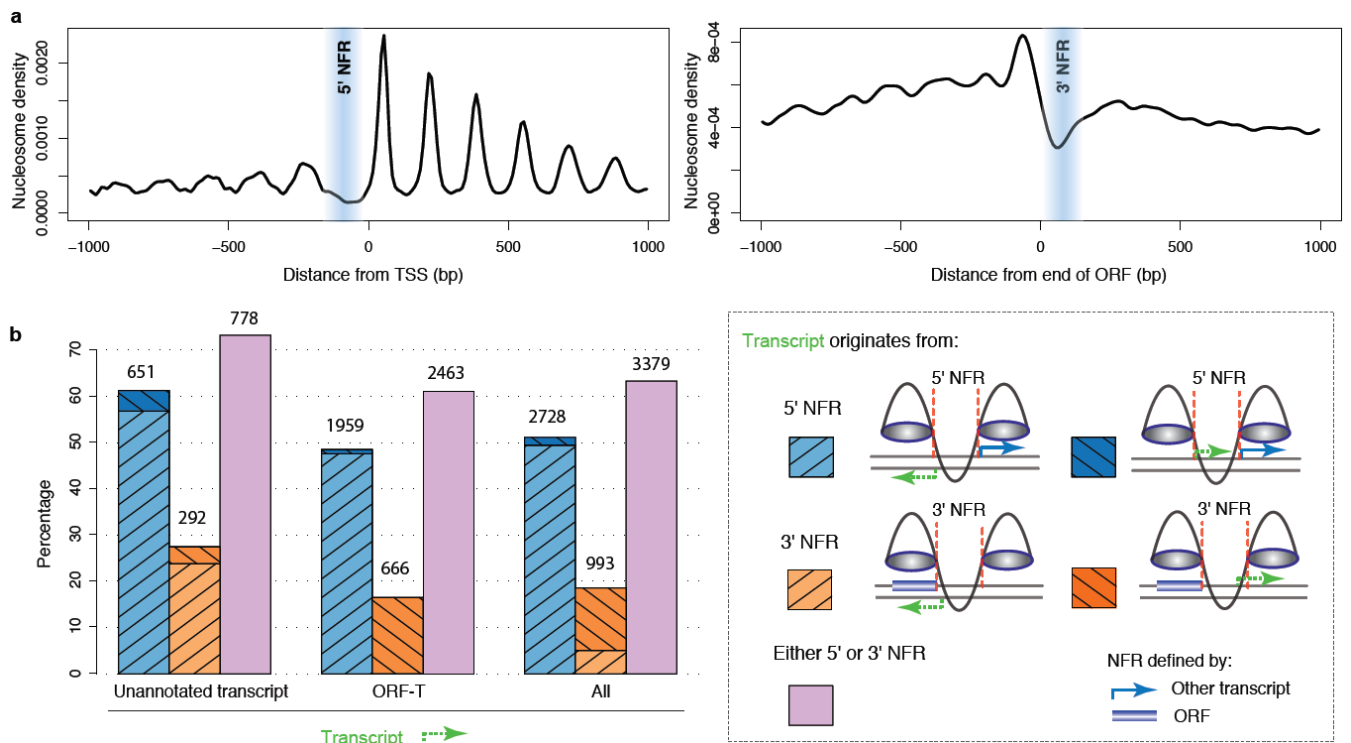 a
Nucleosome density
0.0000
0.0010
0.0020
5' NFR
−1000
−500
0
500
1000
Distance from TSS (bp)
Nucleosome density
0e+00
4e−04
8e−04
3' NFR
−1000
−500
0
500
1000
Distance from end of ORF (bp)
b
Percentage
0
10
20
30
40
50
60
70
651
292
778
1959
666
2463
2728
993
3379
Unannotated transcript
ORF-T
All
Transcript
Transcript originates from:
5' NFR
5' NFR
5' NFR
3' NFR
3' NFR
3' NFR
Either 5' or 3' NFR
NFR defined by:
Other transcript
ORF